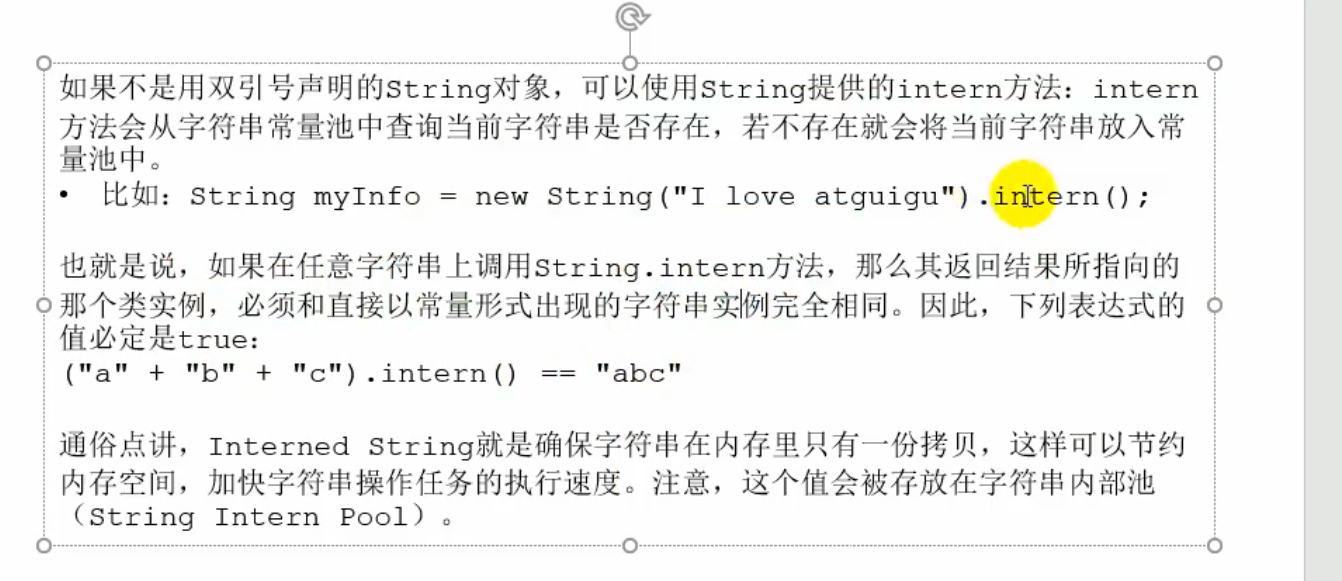 如果不是用双引号声明的String对象，可以使用String提供的intern方法：intern
方法会从字符串常量池中查询当前字符串是否存在，若不存在就会将当前字符串放入常
量池中。
• 比如：String myInfo = new String("I love atguigu").intern();
也就是说，如果在任意字符串上调用String.intern方法，那么其返回结果所指向的
那个类实例，必须和直接以常量形式出现的字符串实例完全相同。因此，下列表达式的
值必定是true：
("a" + "b" + "c").intern() == "abc"
通俗点讲，Interned String就是确保字符串在内存里只有一份拷贝，这样可以节约
内存空间，加快字符串操作任务的执行速度。注意，这个值会被存放在字符串内部池
（String Intern Pool）。